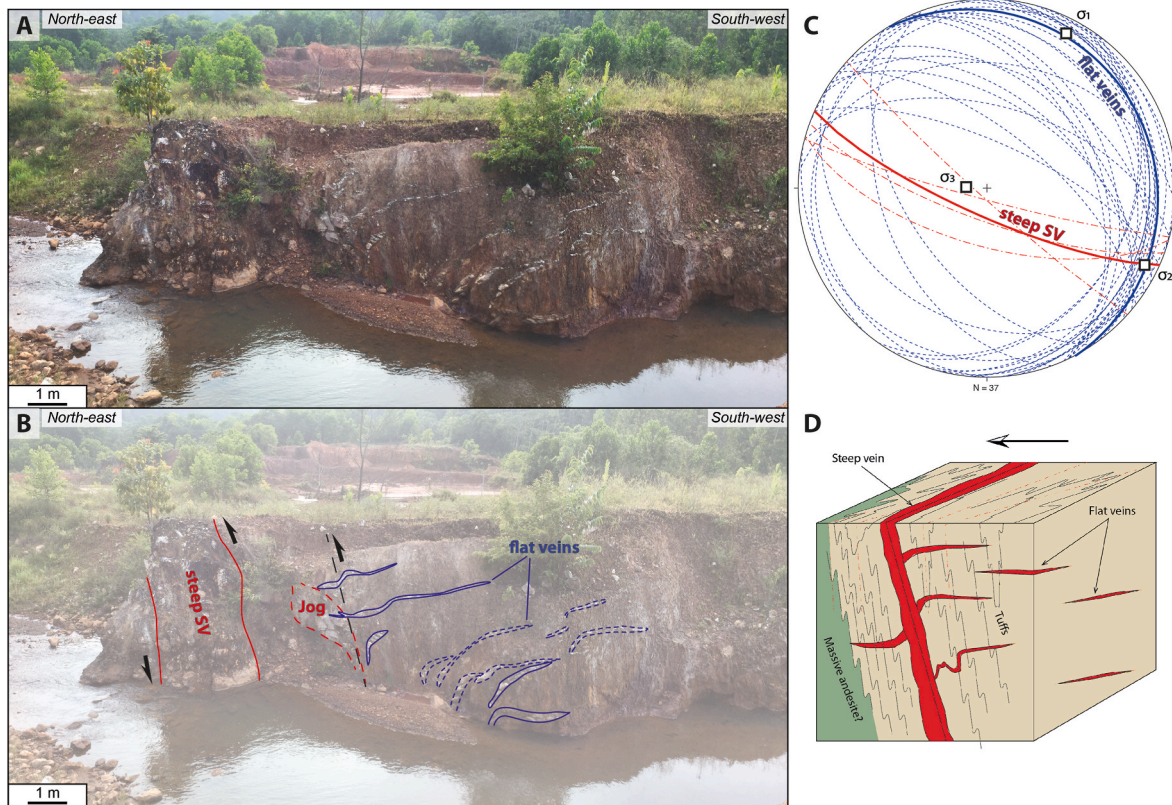 A
North-east
South-west
1 m
B
North-east
South-west
steep SV
Jog
flat veins
1 m
C
σ1
flat veins
σ3
steep SV
σ2
N = 37
D
Steep vein
Flat veins
Tuffs
Massive andesite?